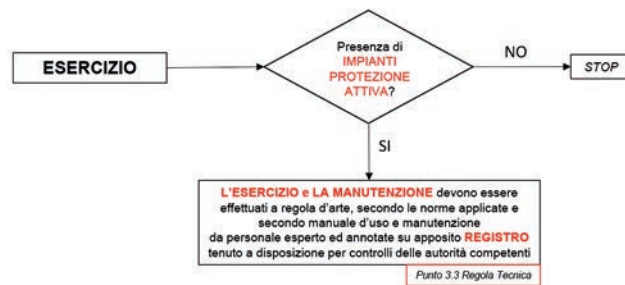 ESERCIZIO
Presenza di
IMPIANTI
PROTEZIONE
ATTIVA?
NO
STOP
SI
L'ESERCIZIO e LA MANUTENZIONE devono essere
effettuati a regola d'arte, secondo le norme applicate e
secondo manuale d'uso e manutenzione
da personale esperto ed annotate su apposito REGISTRO
tenuto a disposizione per controlli delle autorità competenti
Punto 3.3 Regola Tecnica